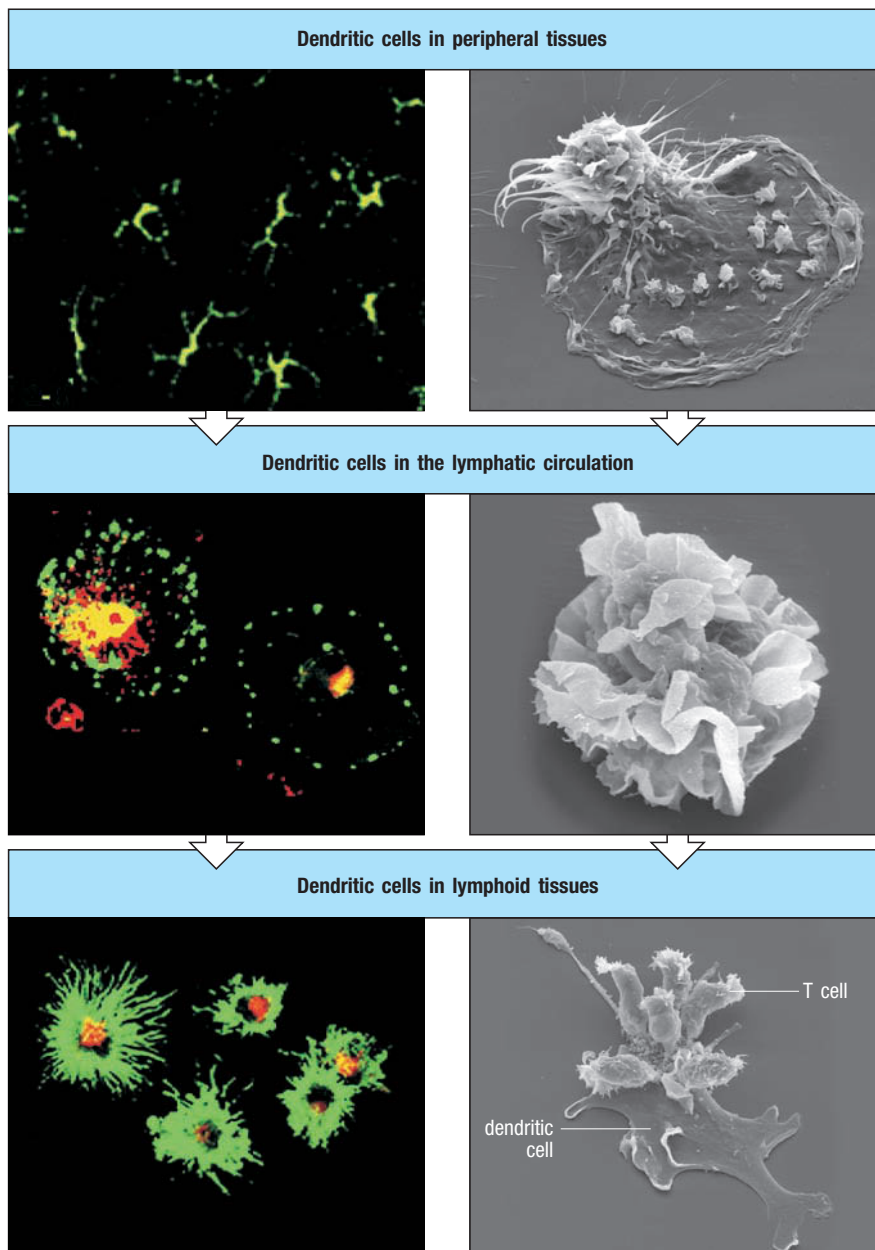 Dendritic cells in peripheral tissues
Dendritic cells in the lymphatic circulation
Dendritic cells in lymphoid tissues
T cell
dendritic
cell